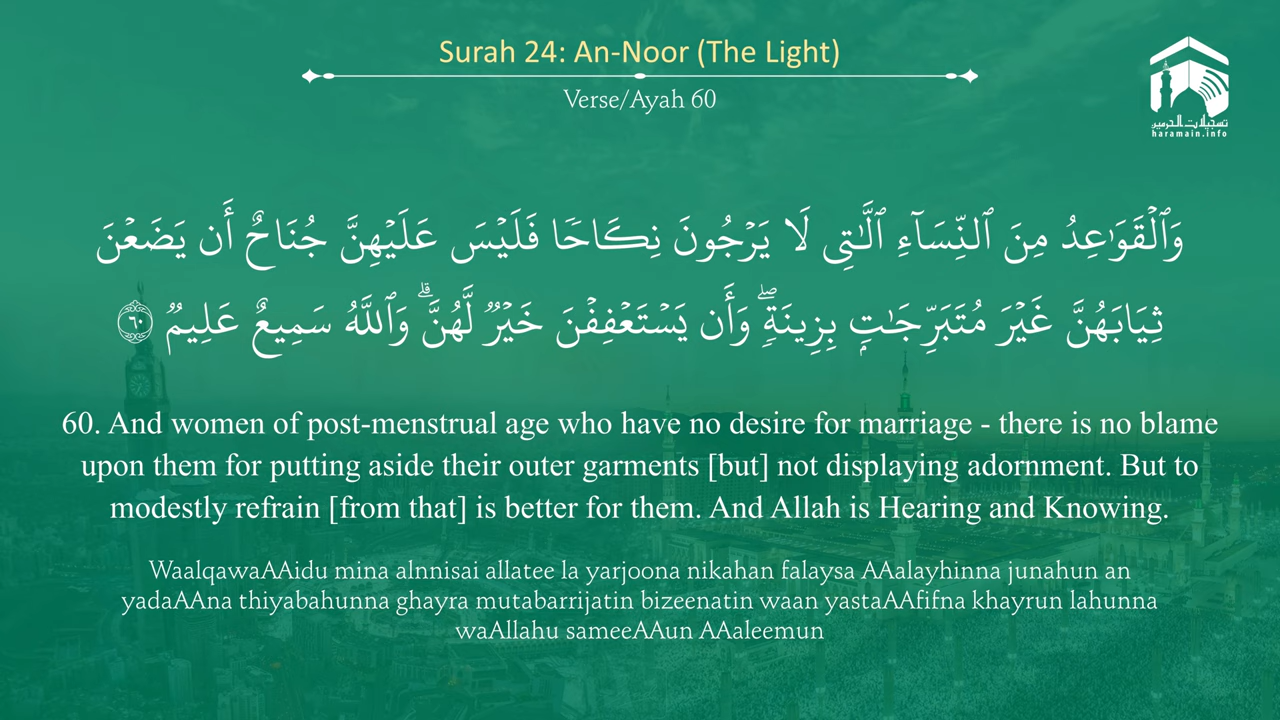 Surah 24: An-Noor (The Light)
Verse/Ayah 60
تسجيلات الحرمين
haramain.info
وَٱلْقَوَٰعِدُ مِنَ ٱلنِّسَآءِ ٱلَّـٰتِى لَا يَرْجُونَ نِكَاحًا فَلَيْسَ عَلَيْهِنَّ جُنَاحٌ أَن يَضَعْنَ
ثِيَابَهُنَّ غَيْرَ مُتَبَرِّجَـٰتٍۭ بِزِينَةٍۖ وَأَن يَسْتَعْفِفْنَ خَيْرٌ لَّهُنَّۗ وَٱللَّهُ سَمِيعٌ عَلِيمٌ ٦٠
60. And women of post-menstrual age who have no desire for marriage - there is no blame
upon them for putting aside their outer garments [but] not displaying adornment. But to
modestly refrain [from that] is better for them. And Allah is Hearing and Knowing.
WaalqawaAAidu mina alnnisai allatee la yarjoona nikahan falaysa AAalayhinna junahun an
yadaAAna thiyabahunna ghayra mutabarrijatin bizeenatin waan yastaAAfifna khayrun lahunna
waAllahu sameeAAun AAaleemun